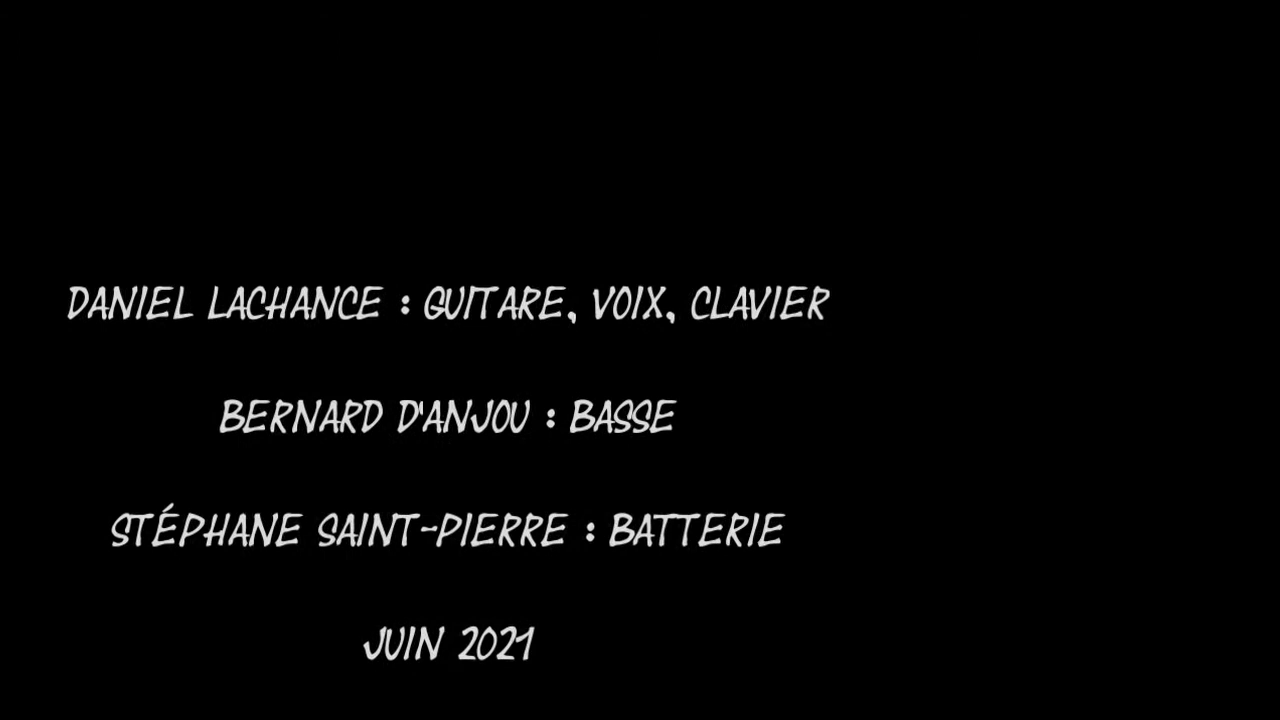 DANIEL LACHANCE : GUITARE, VOIX, CLAVIER
BERNARD D'ANJOU : BASSE
STÉPHANE SAINT-PIERRE : BATTERIE
JUIN 2021